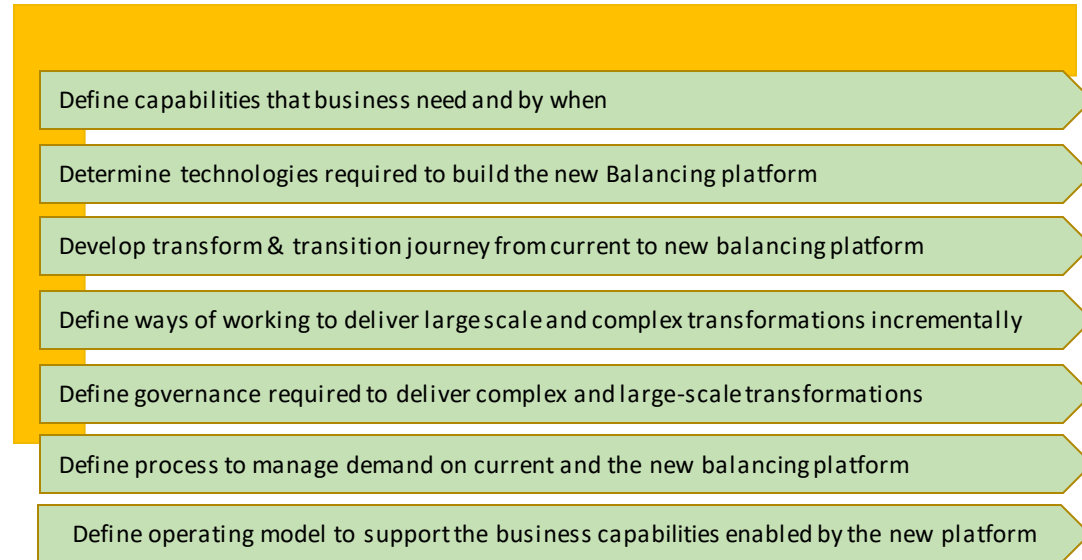 Define capabilities that business need and by when
Determine technologies required to build the new Balancing platform
Develop transform & transition journey from current to new balancing platform
Define ways of working to deliver large scale and complex transformations incrementally
Define governance required to deliver complex and large-scale transformations
Define process to manage demand on current and the new balancing platform
Define operating model to support the business capabilities enabled by the new platform